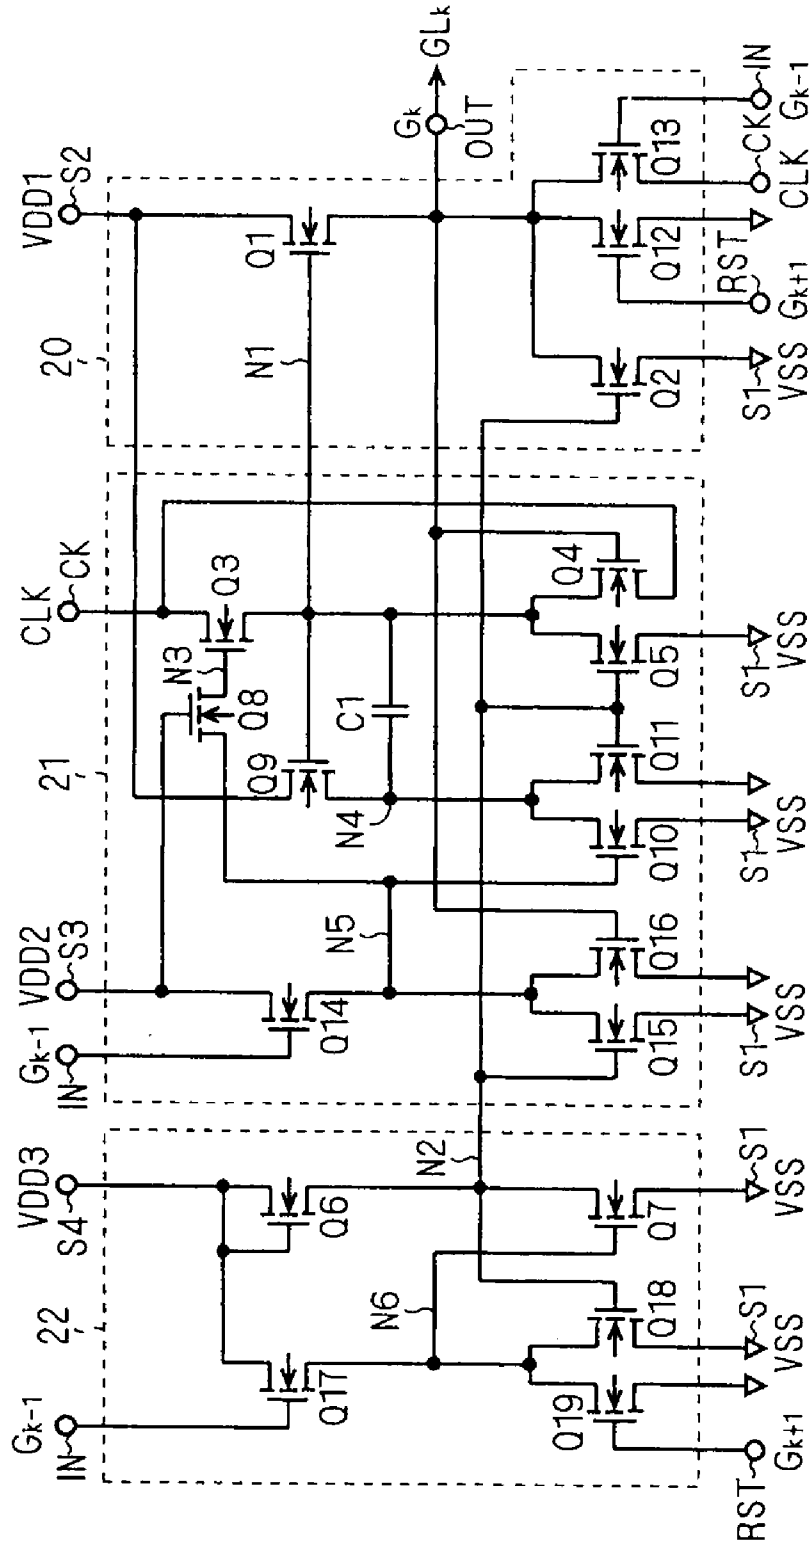 Gk-1
IN
VDD3
S4
22
Q17
Q6
N6
N2
Q19
Q18
Q7
RST
Gk+1
VSS
S1
VSS
S1
Gk-1
IN
VDD2
S3
21
CLK
CK
N3
Q8
Q3
Q14
Q9
N5
N4
C1
Q15
Q16
Q10
Q11
Q5
Q4
S1
VSS
S1
VSS
S1
VSS
VDD1
S2
20
N1
Q1
Gk
OUT
GLk
Q2
Q12
Q13
S1
VSS
RST
Gk+1
CLK
CK
IN
Gk-1